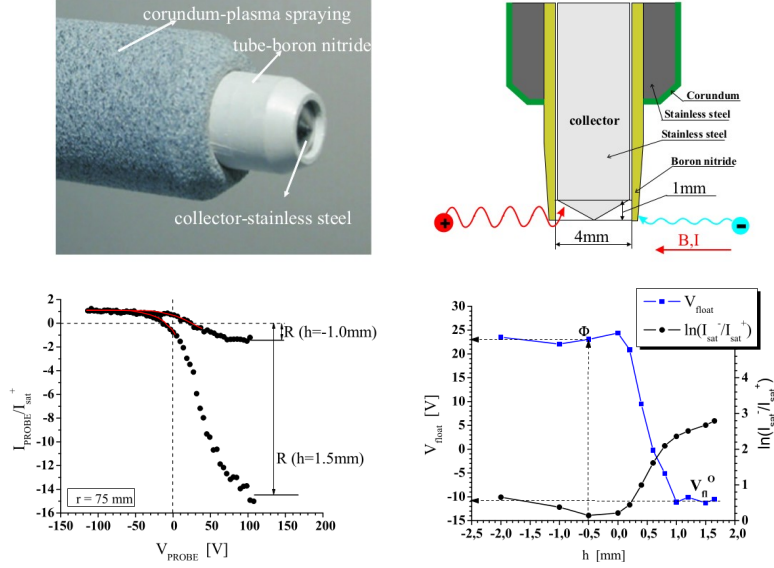 corundum-plasma spraying
tube-boron nitride
collector-stainless steel
collector
Corundum
Stainless steel
Stainless steel
Boron nitride
1mm
+
-
4mm
B,I
2
0
-2
-4
-6
-8
-10
-12
-14
-16
I_PROBE/I_sat^+
R (h=-1.0mm)
R (h=1.5mm)
r = 75 mm
-150 -100 -50 0 50 100 150 200
V_PROBE [V]
V_float
ln(I_sat^-/I_sat^+)
30
25
20
15
10
5
0
-5
-10
-15
V_float [V]
Φ
V_fl^O
4
3
2
1
0
ln(I_sat^-/I_sat^+)
-2,5 -2,0 -1,5 -1,0 -0,5 0,0 0,5 1,0 1,5 2,0
h [mm]